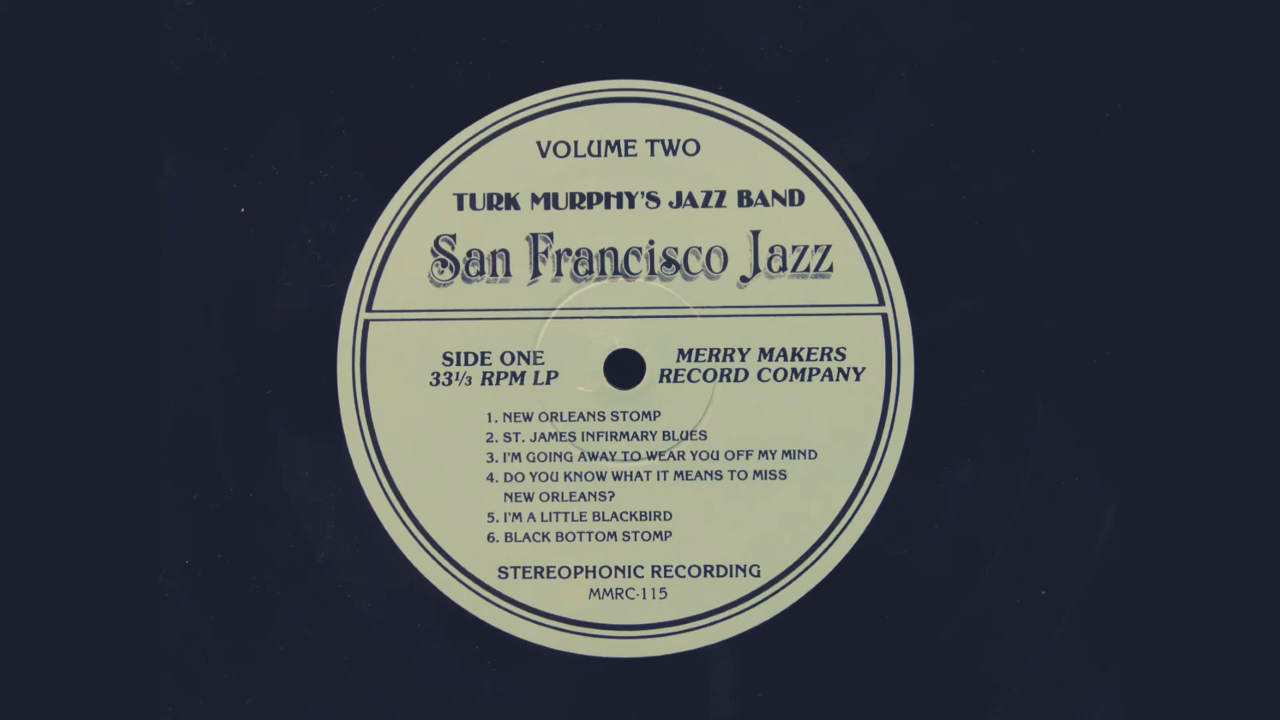 VOLUME TWO
TURK MURPHY'S JAZZ BAND
San Francisco Jazz
SIDE ONE
33⅓ RPM LP
MERRY MAKERS
RECORD COMPANY
1. NEW ORLEANS STOMP
2. ST. JAMES INFIRMARY BLUES
3. I'M GOING AWAY TO WEAR YOU OFF MY MIND
4. DO YOU KNOW WHAT IT MEANS TO MISS
NEW ORLEANS?
5. I'M A LITTLE BLACKBIRD
6. BLACK BOTTOM STOMP
STEREOPHONIC RECORDING
MMRC-115